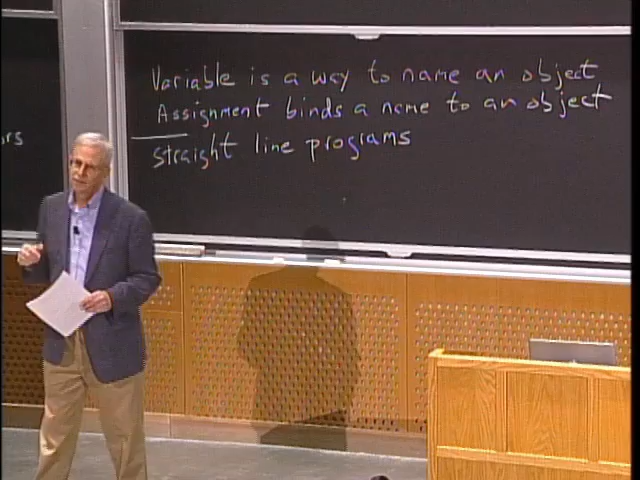 Variable is a way to name an object
Assignment binds a name to an object
straight line programs